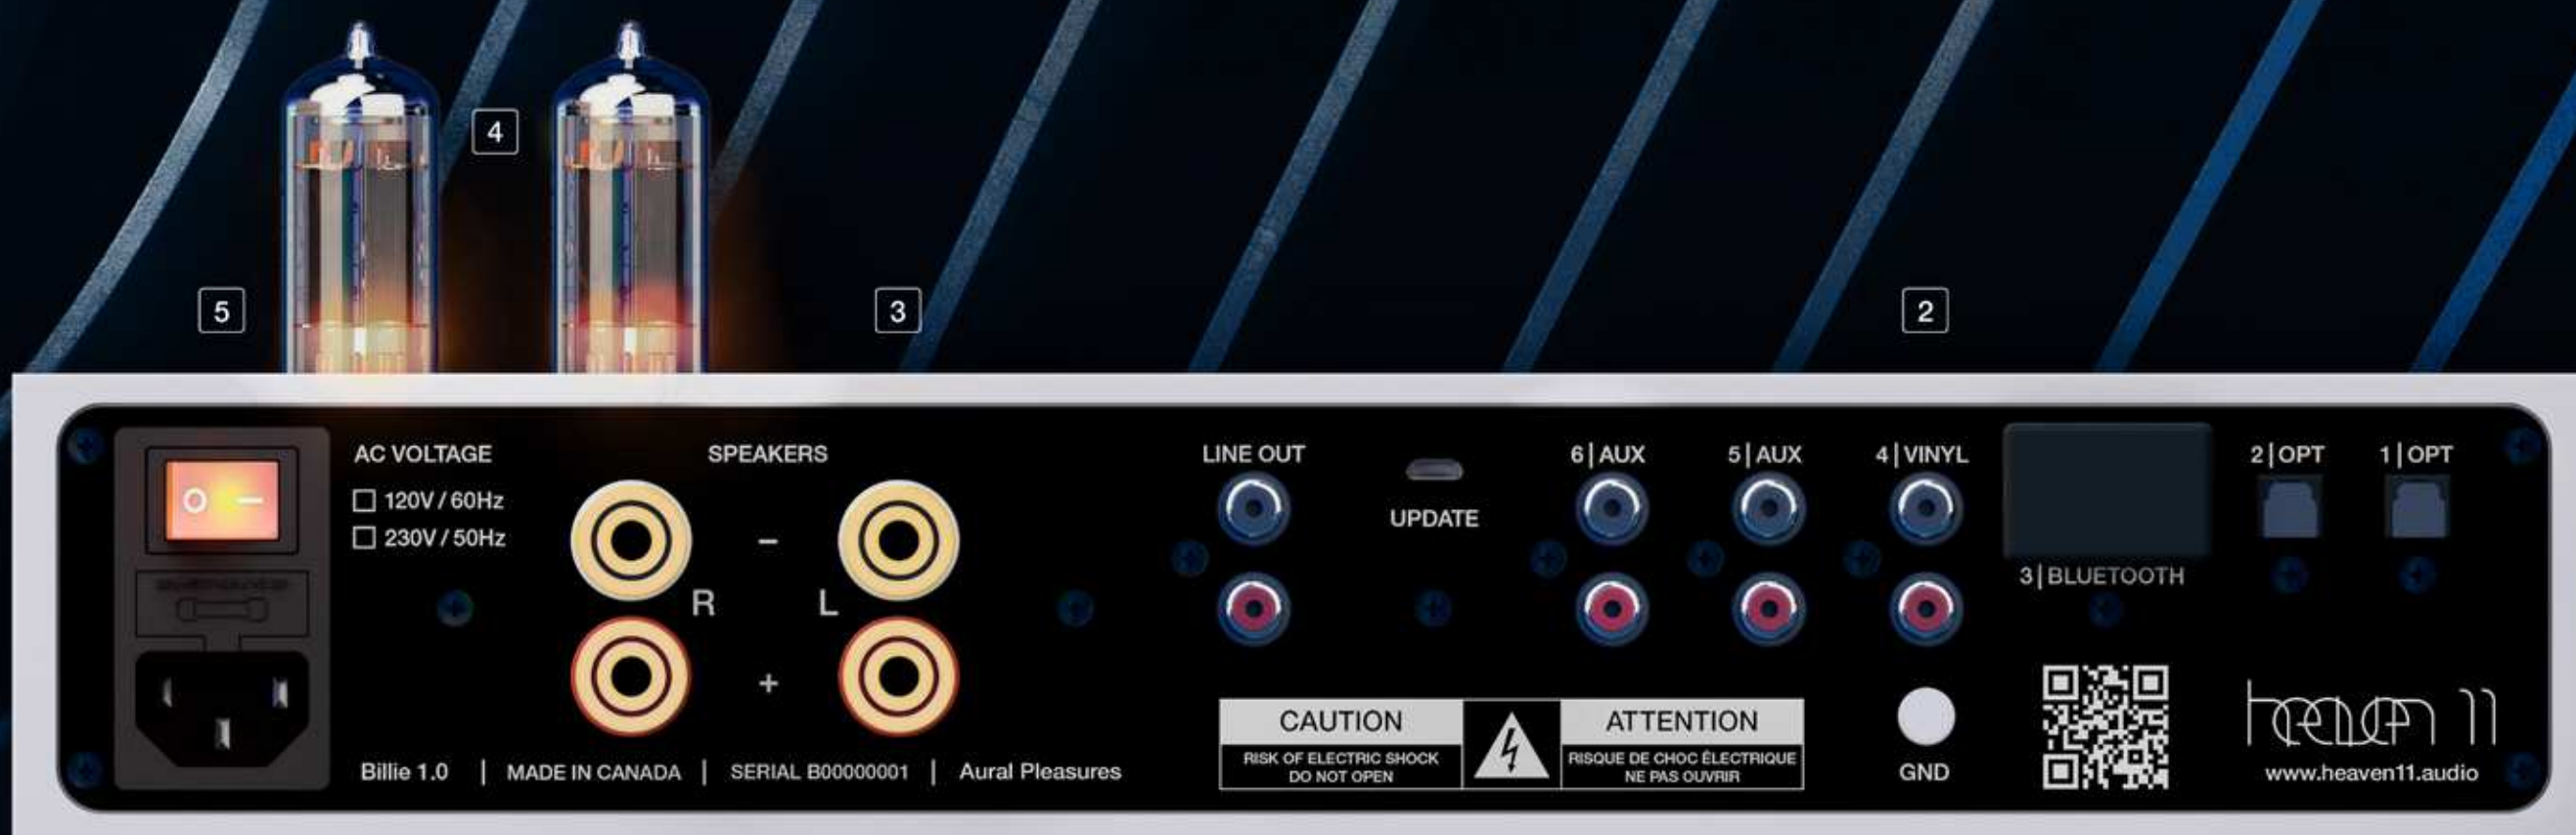 4
5
3
2
AC VOLTAGE
120V / 60Hz
230V / 50Hz
SPEAKERS
R
−
L
+
LINE OUT
UPDATE
6|AUX
5|AUX
4|VINYL
3|BLUETOOTH
2|OPT
1|OPT
Billie 1.0 | MADE IN CANADA | SERIAL B00000001 | Aural Pleasures
CAUTION
RISK OF ELECTRIC SHOCK
DO NOT OPEN
ATTENTION
RISQUE DE CHOC ÉLECTRIQUE
NE PAS OUVRIR
GND
heaven 11
www.heaven11.audio